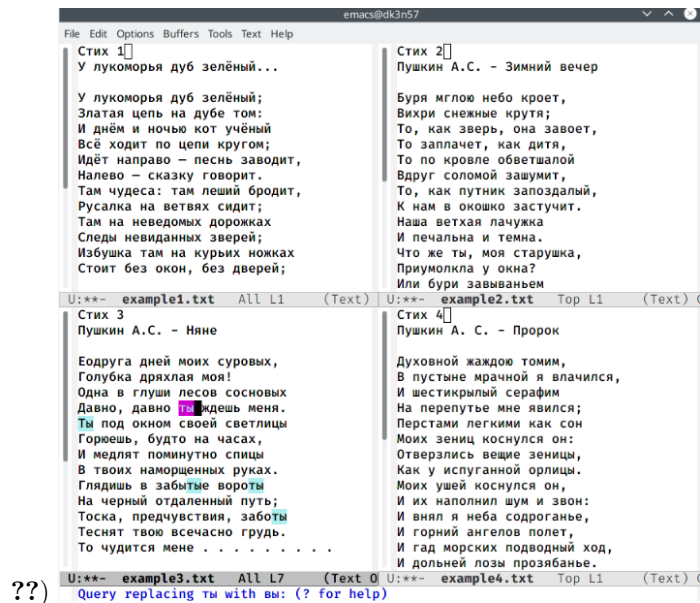 emacs@dk3n57
File Edit Options Buffers Tools Text Help
Стих 1
У лукоморья дуб зелёный...
У лукоморья дуб зелёный;
Златая цепь на дубе том:
И днём и ночью кот учёный
Всё ходит по цепи кругом;
Идёт направо — песнь заводит,
Налево — сказку говорит.
Там чудеса: там леший бродит,
Русалка на ветвях сидит;
Там на неведомых дорожках
Следы невиданных зверей;
Избушка там на курьих ножках
Стоит без окон, без дверей;
U:**- example1.txt All L1 (Text)
Стих 2
Пушкин А.С. - Зимний вечер
Буря мглою небо кроет,
Вихри снежные крутя;
То, как зверь, она завоет,
То заплачет, как дитя,
То по кровле обветшалой
Вдруг соломой зашумит,
То, как путник запоздалый,
К нам в окошко застучит.
Наша ветхая лачужка
И печальна и темна.
Что же ты, моя старушка,
Приумолкла у окна?
Или бури завываньем
U:**- example2.txt Top L1 (Text)
Стих 3
Пушкин А.С. - Няне
Еодруга дней моих суровых,
Голубка дряхлая моя!
Одна в глуши лесов сосновых
Давно, давно ты ждешь меня.
Ты под окном своей светлицы
Горюешь, будто на часах,
И медлят поминутно спицы
В твоих наморщенных руках.
Глядишь в забытые вороты
На черный отдаленный путь;
Тоска, предчувствия, заботы
Теснят твою всечасно грудь.
То чудится мене . . . . . . . . .
U:**- example3.txt All L7 (Text O
Стих 4
Пушкин А. С. - Пророк
Духовной жаждою томим,
В пустыне мрачной я влачился,
И шестикрылый серафим
На перепутье мне явился;
Перстами легкими как сон
Моих зениц коснулся он:
Отверзлись вещие зеницы,
Как у испуганной орлицы.
Моих ушей коснулся он,
И их наполнил шум и звон:
И внял я неба содроганье,
И горний ангелов полет,
И гад морских подводный ход,
И дольней лозы прозябанье.
U:**- example4.txt Top L1 (Text)
Query replacing ты with вы: (? for help)
??)